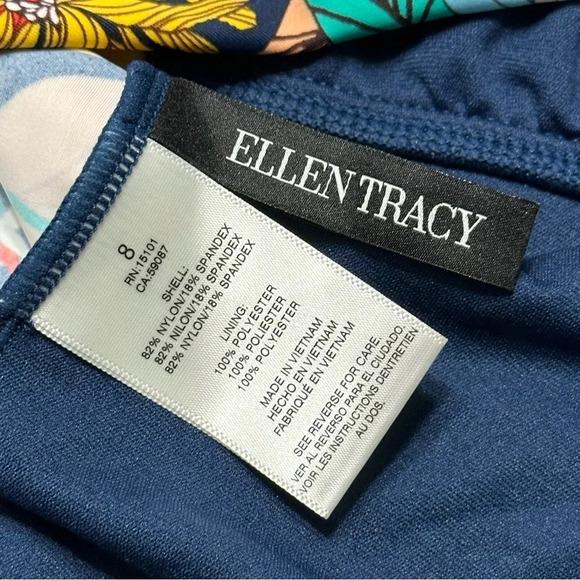 ELLEN TRACY
8
RN:15101
CA:59087
SHELL:
82% NYLON/18% SPANDEX
82% NILON/18% SPANDEX
82% NYLON/18% SPANDEX
LINING:
100% POLYESTER
100% POLIESTER
100% POLYESTER
MADE IN VIETNAM
HECHO EN VIETNAM
FABRIQUÉ EN VIETNAM
SEE REVERSE FOR CARE
VER AL REVERSO PARA EL CIUDADO.
VOIR LES INSTRUCTIONS D'ENTRETIEN
AU DOS.